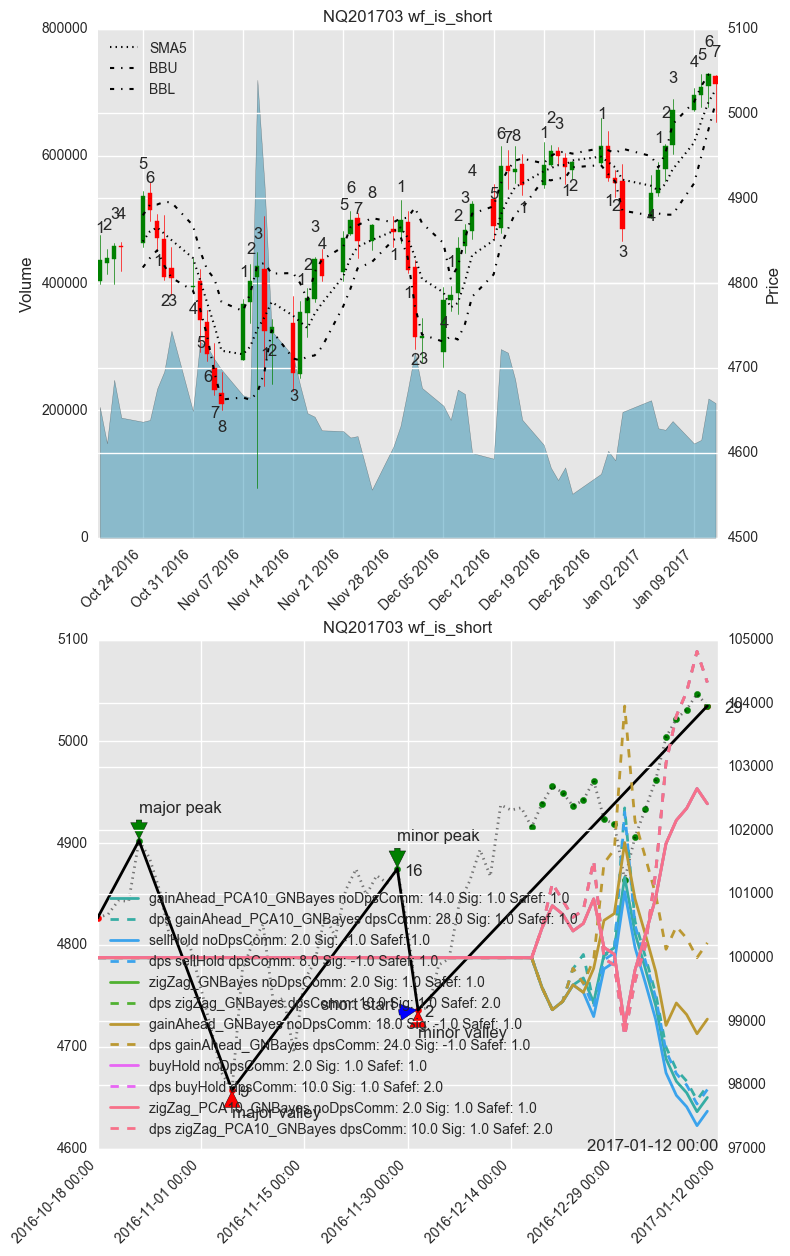 NQ201703 wf_is_short
800000
600000
400000
200000
0
Volume
5100
5000
4900
4800
4700
4600
4500
Price
SMA5
BBU
BBL
Oct 24 2016
Oct 31 2016
Nov 07 2016
Nov 14 2016
Nov 21 2016
Nov 28 2016
Dec 05 2016
Dec 12 2016
Dec 19 2016
Dec 26 2016
Jan 02 2017
Jan 09 2017
NQ201703 wf_is_short
5100
5000
4900
4800
4700
4600
105000
104000
103000
102000
101000
100000
99000
98000
97000
major peak
minor peak
29
16
gainAhead_PCA10_GNBayes noDpsComm: 14.0 Sig: 1.0 Safef: 1.0
dps gainAhead_PCA10_GNBayes dpsComm: 28.0 Sig: 1.0 Safef: 1.0
sellHold noDpsComm: 2.0 Sig: -1.0 Safef: 1.0
dps sellHold dpsComm: 8.0 Sig: -1.0 Safef: 1.0
zigZag_GNBayes noDpsComm: 2.0 Sig: 1.0 Safef: 1.0
dps zigZag_GNBayes dpsComm: 10.0 Sig: 1.0 Safef: 2.0
short start
2
gainAhead_GNBayes noDpsComm: 18.0 Sig: -1.0 Safef: 1.0
minor valley
dps gainAhead_GNBayes dpsComm: 24.0 Sig: -1.0 Safef: 1.0
buyHold noDpsComm: 2.0 Sig: 1.0 Safef: 1.0
dps buyHold dpsComm: 10.0 Sig: 1.0 Safef: 2.0
9
zigZag_PCA10_GNBayes noDpsComm: 2.0 Sig: 1.0 Safef: 1.0
major valley
dps zigZag_PCA10_GNBayes dpsComm: 10.0 Sig: 1.0 Safef: 2.0
2017-01-12 00:00
2016-10-18 00:00
2016-11-01 00:00
2016-11-15 00:00
2016-11-30 00:00
2016-12-14 00:00
2016-12-29 00:00
2017-01-12 00:00